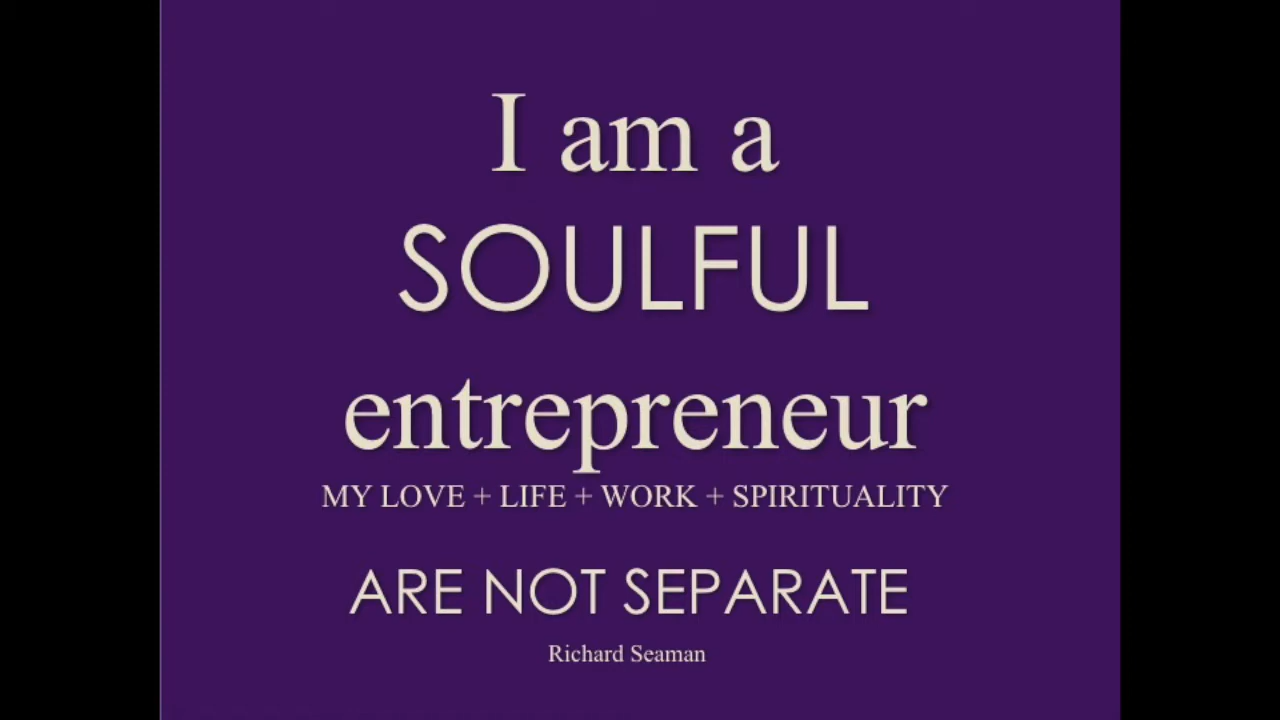 I am a
SOULFUL
entrepreneur
MY LOVE + LIFE + WORK + SPIRITUALITY
ARE NOT SEPARATE
Richard Seaman